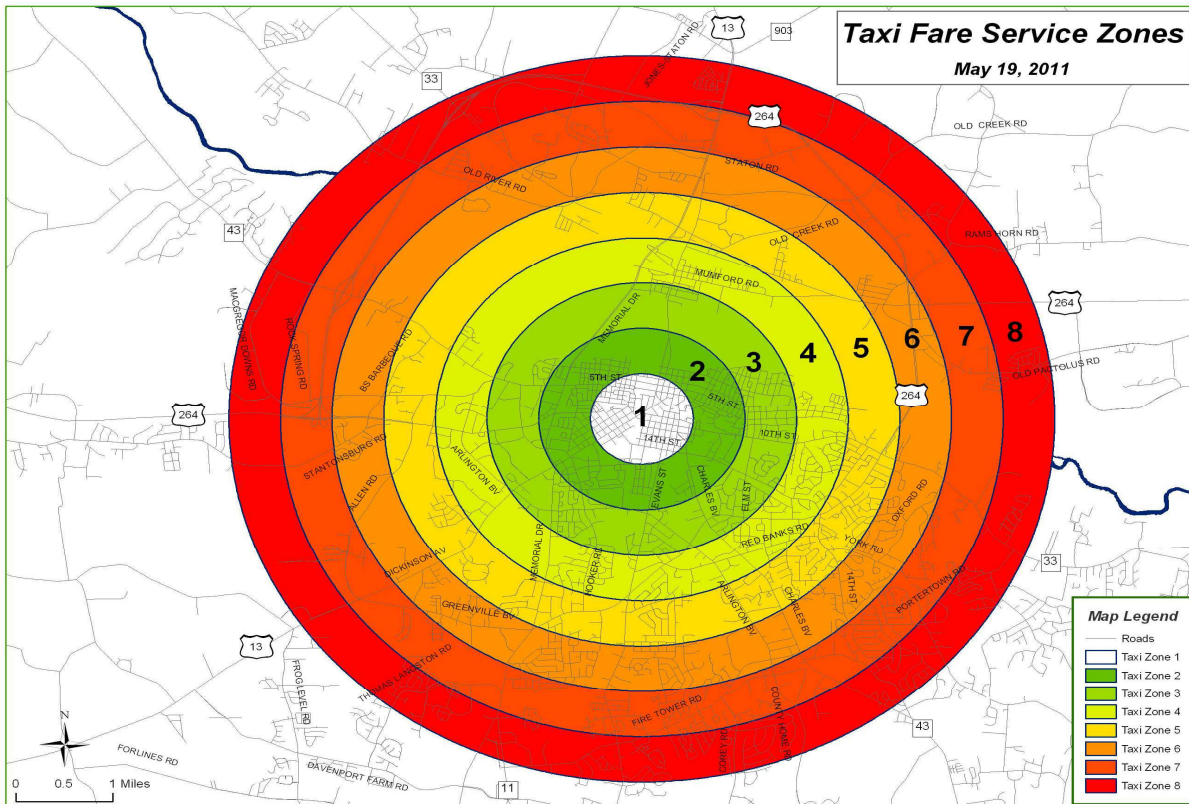 Taxi Fare Service Zones
May 19, 2011
13
903
JONES-STATON RD
33
264
OLD CREEK RD
STATON RD
OLD RIVER RD
43
OLD CREEK RD
RAMS HORN RD
MUMFORD RD
MACGREGOR DOWNS RD
ROCK SPRING RD
MEMORIAL DR
264
BS BARBEQUE RD
1
2
3
4
5
6
7
8
OLD PACTOLUS RD
5TH ST
5TH ST
264
264
14TH ST
10TH ST
STANTONSBURG RD
ARLINGTON BV
ALLEN RD
EVANS ST
CHARLES BV
ELM ST
OXFORD RD
RED BANKS RD
YORK RD
MEMORIAL DR
HOOKER RD
DICKINSON AV
14TH ST
PORTERTOWN RD
33
GREENVILLE BV
ARLINGTON BV
CHARLES BV
13
FROGLEVEL RD
THOMAS LANGSTON RD
FIRE TOWER RD
COUNTY HOME RD
COREY RD
43
N
FORLINES RD
DAVENPORT FARM RD
11
0 0.5 1 Miles
Map Legend
Roads
Taxi Zone 1
Taxi Zone 2
Taxi Zone 3
Taxi Zone 4
Taxi Zone 5
Taxi Zone 6
Taxi Zone 7
Taxi Zone 8